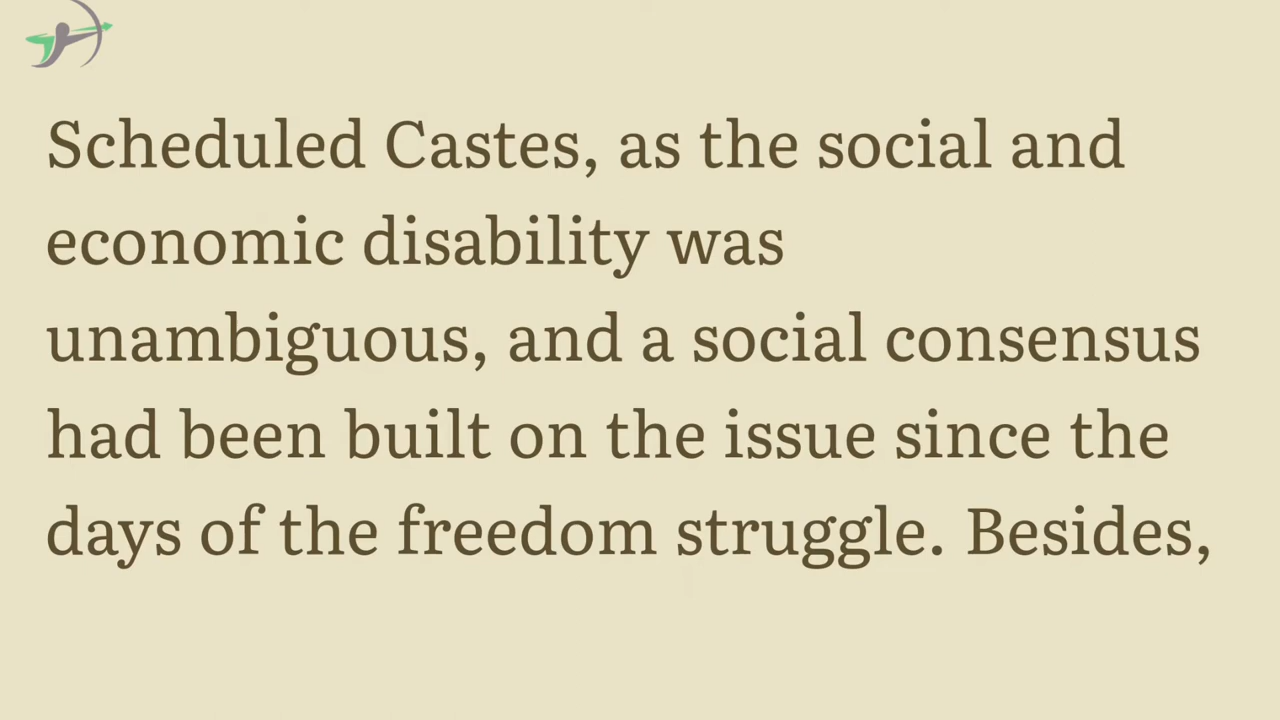 Scheduled Castes, as the social and
economic disability was
unambiguous, and a social consensus
had been built on the issue since the
days of the freedom struggle. Besides,